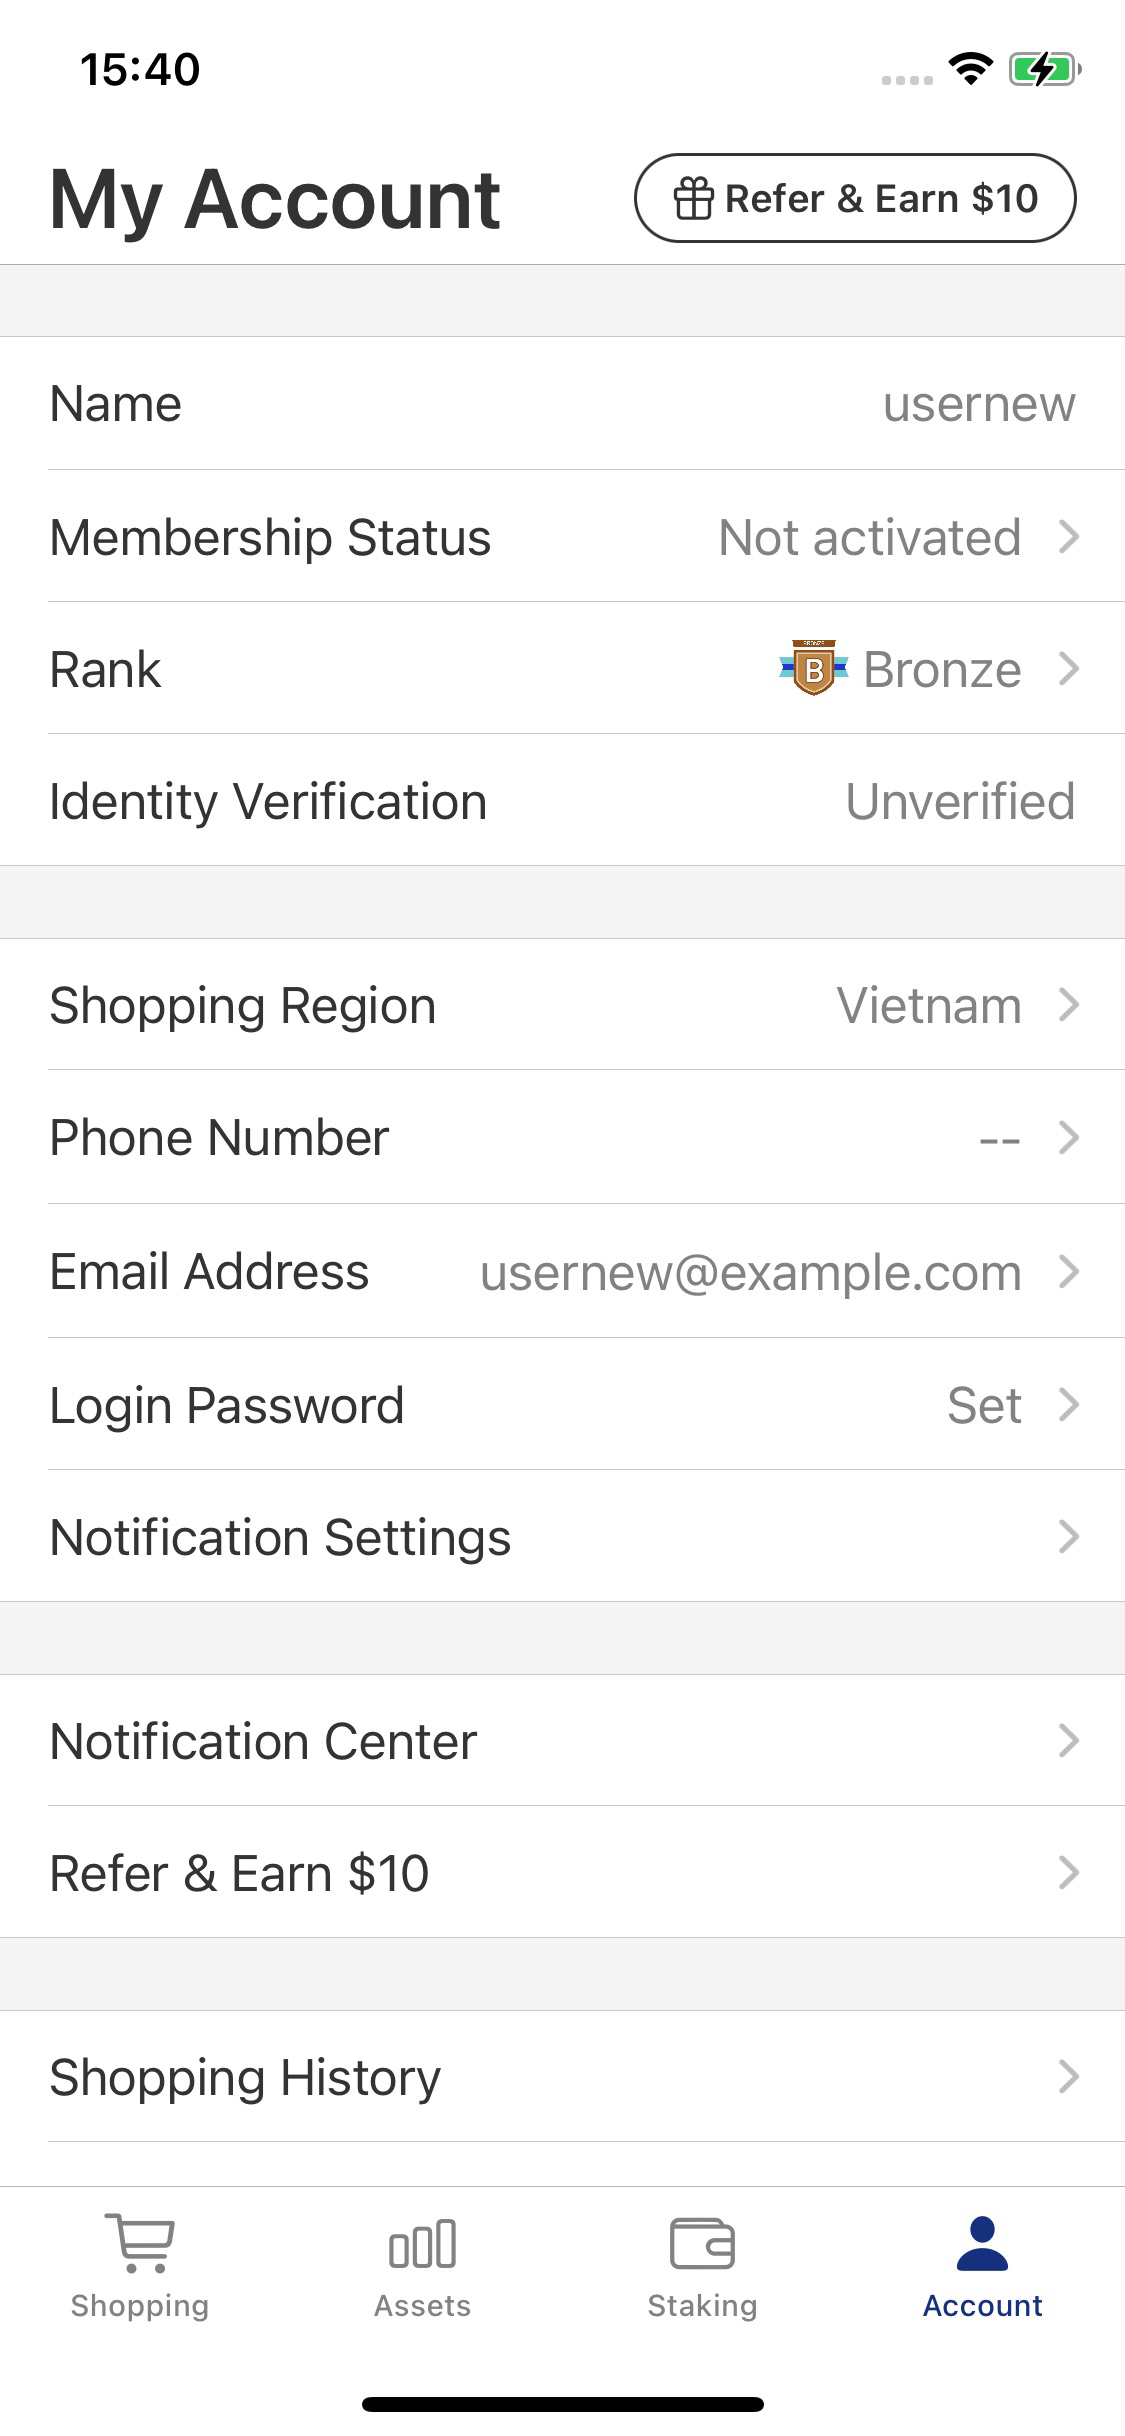 15:40
My Account
Refer & Earn $10
Name
usernew
Membership Status
Not activated
Rank
BRONZE
B
Bronze
Identity Verification
Unverified
Shopping Region
Vietnam
Phone Number
--
Email Address
usernew@example.com
Login Password
Set
Notification Settings
Notification Center
Refer & Earn $10
Shopping History
Shopping
Assets
Staking
Account